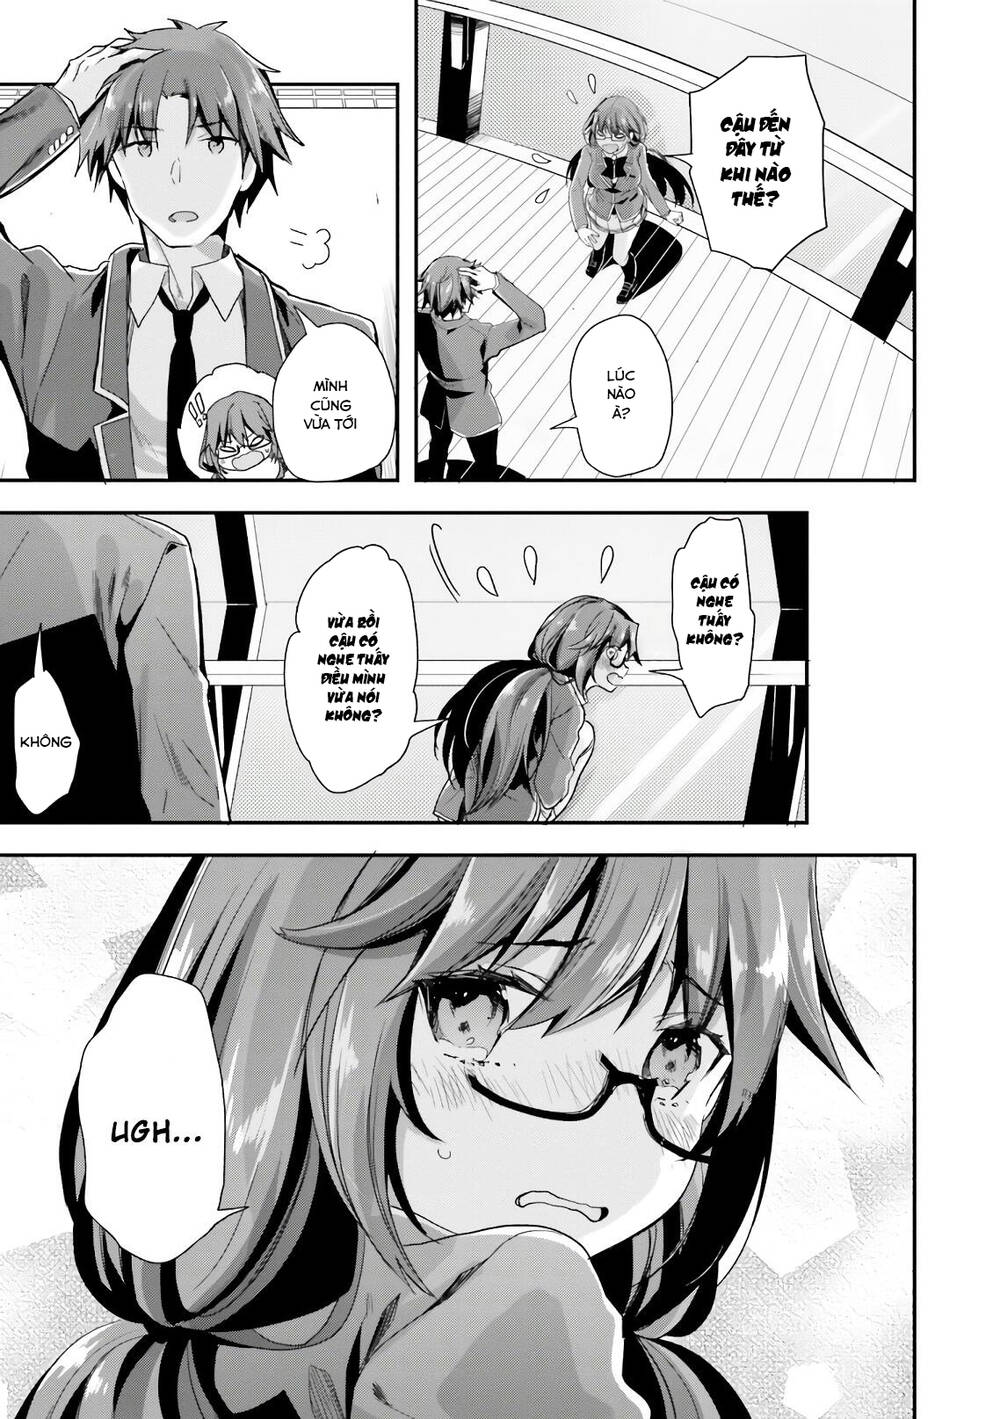 CẬU ĐẾN
ĐÂY TỪ
KHI NÀO
THẾ?
LÚC
NÀO
À?
MÌNH
CŨNG
VỪA TỚI
!!
CẬU CÓ
NGHE
THẤY
KHÔNG?
VỪA RỒI
CẬU CÓ
NGHE THẤY
ĐIỀU MÌNH
VỪA NÓI
KHÔNG?
KHÔNG
UGH...